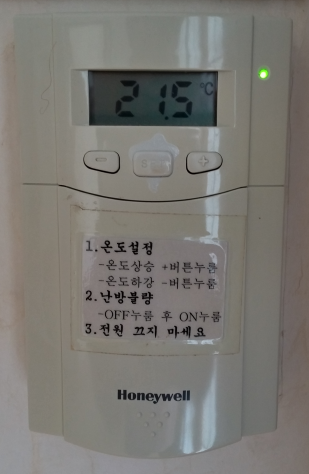 21.5 °C
1.온도설정
-온도상승 +버튼누름
-온도하강 -버튼누름
2.난방불량
-OFF누룸 후 ON누룸
3.전원 끄지 마세요
Honeywell